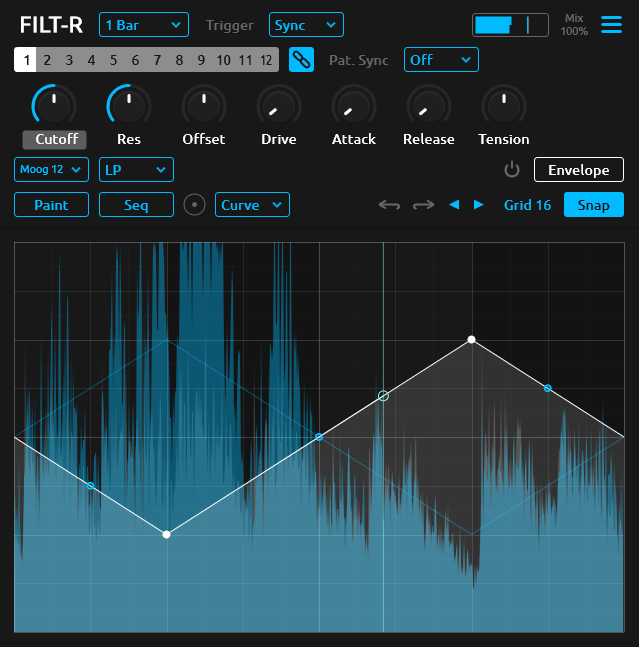 FILT-R 1 Bar Trigger Sync Mix 100%
1 2 3 4 5 6 7 8 9 10 11 12 Pat. Sync Off
Cutoff Res Offset Drive Attack Release Tension
Moog 12 LP Envelope
Paint Seq Curve Grid 16 Snap